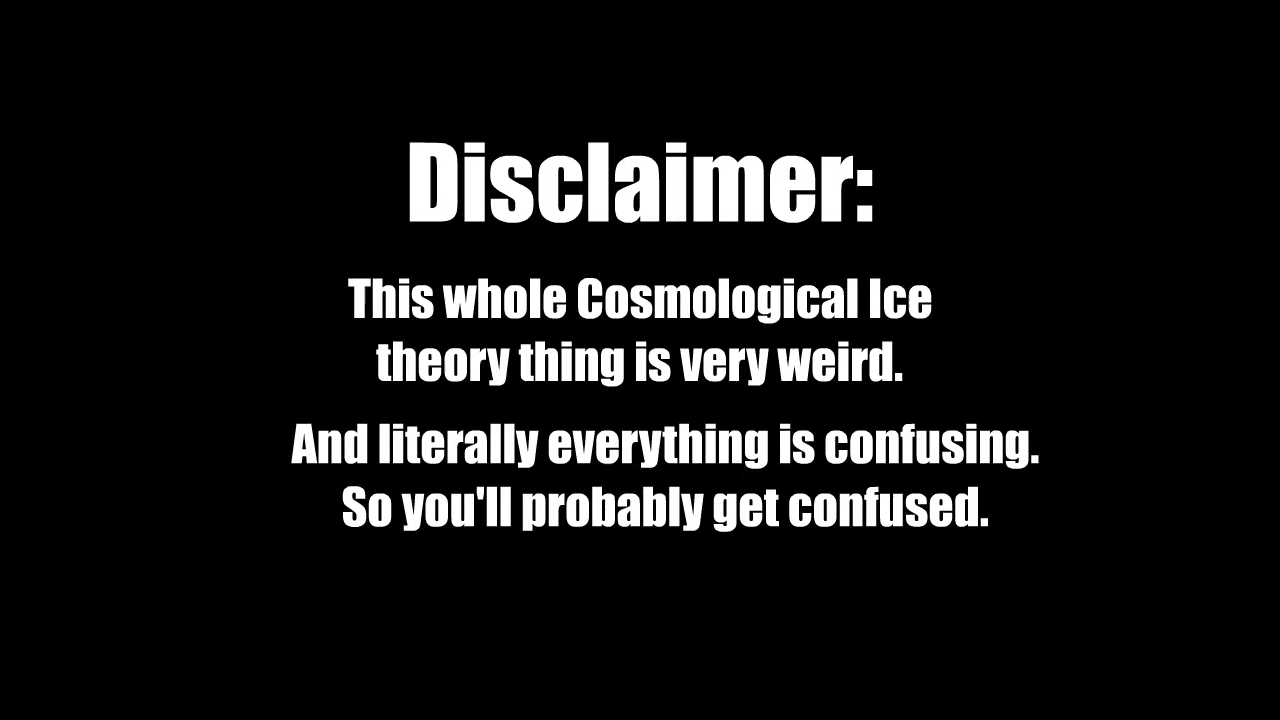 Disclaimer:
This whole Cosmological Ice
theory thing is very weird.
And literally everything is confusing.
So you'll probably get confused.